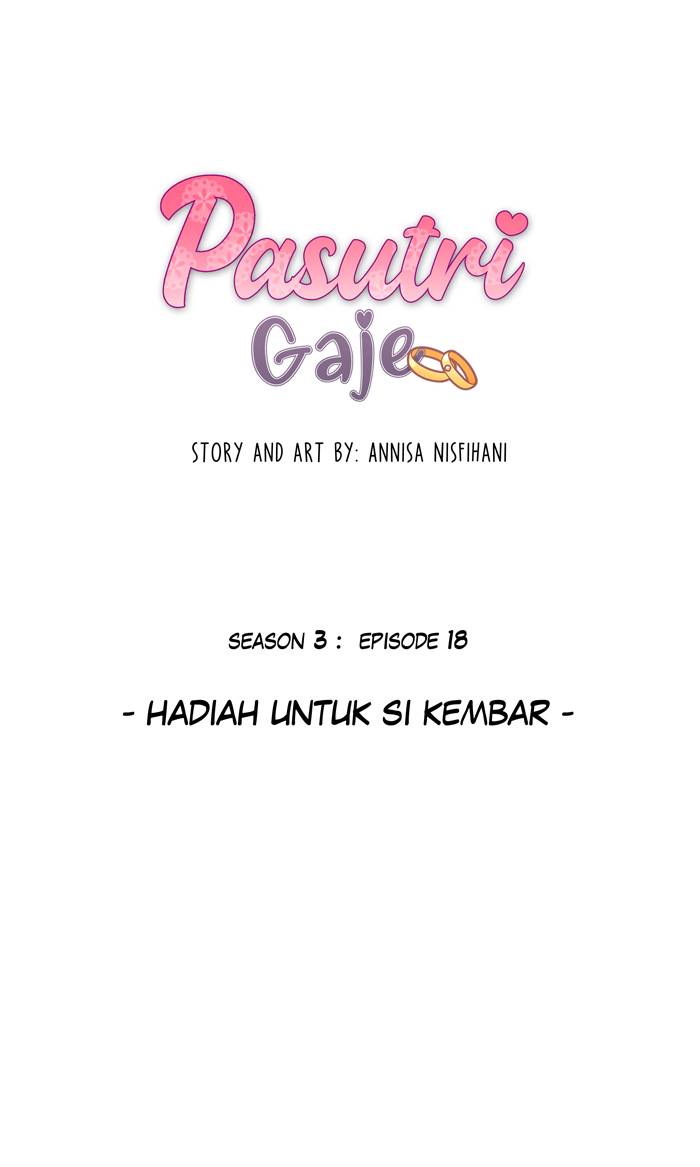 Pasutri
Gaje
STORY AND ART BY: ANNISA NISFIHANI
SEASON 3 : EPISODE 18
- HADIAH UNTUK SI KEMBAR -